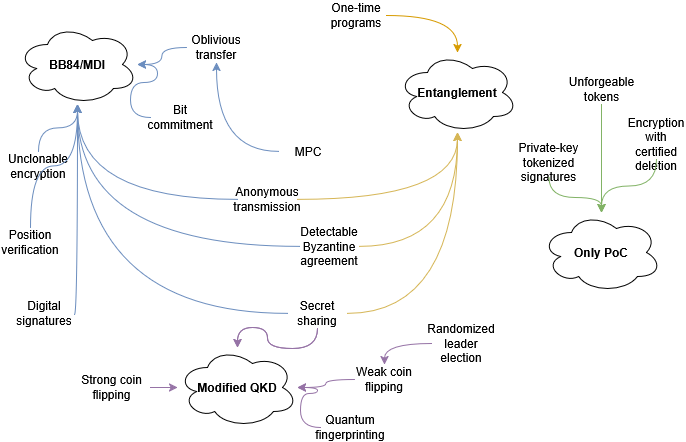 One-time
programs
Oblivious
transfer
BB84/MDI
Entanglement
Unforgeable
tokens
Bit
commitment
Encryption
with
certified
deletion
Private-key
tokenized
signatures
MPC
Unclonable
encryption
Anonymous
transmission
Position
verification
Detectable
Byzantine
agreement
Only PoC
Digital
signatures
Secret
sharing
Randomized
leader
election
Strong coin
flipping
Modified QKD
Weak coin
flipping
Quantum
fingerprinting